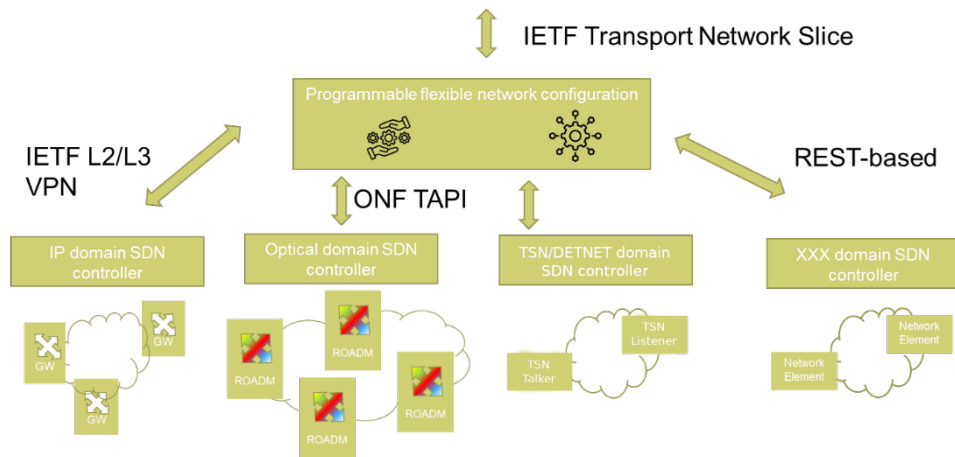 IETF Transport Network Slice
Programmable flexible network configuration
IETF L2/L3
VPN
ONF TAPI
REST-based
IP domain SDN
controller
Optical domain SDN
controller
TSN/DETNET domain
SDN controller
XXX domain SDN
controller
GW
GW
GW
ROADM
ROADM
ROADM
ROADM
TSN
Talker
TSN
Listener
Network
Element
Network
Element